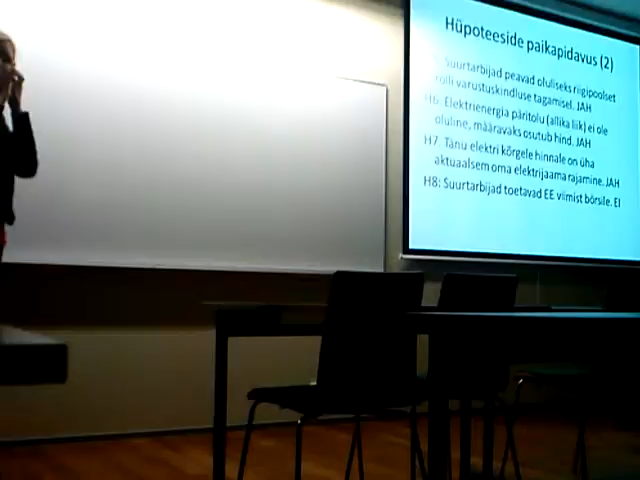 Hüpoteeside paikapidavus (2)
Suurtarbijad peavad oluliseks riigipoolset
rolli varustuskindluse tagamisel. JAH
H6: Elektrienergia päritolu (allika liik) ei ole
oluline, määravaks osutub hind. JAH
H7: Tänu elektri kõrgele hinnale on üha
aktuaalsem oma elektrijaama rajamine. JAH
H8: Suurtarbijad toetavad EE viimist börsile. EI